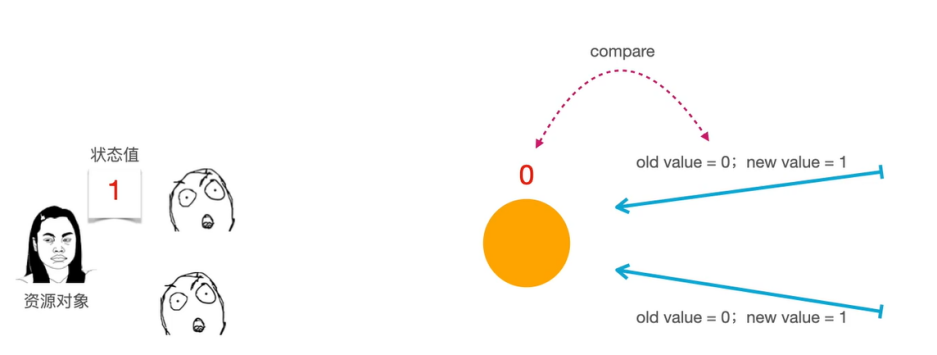 compare
状态值
1
资源对象
0
old value = 0；new value = 1
old value = 0；new value = 1